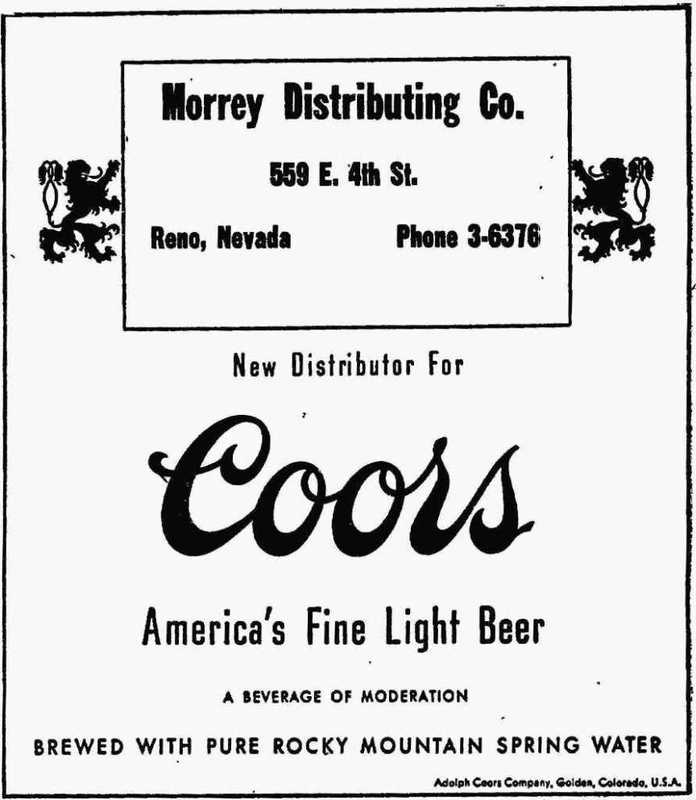 Morrey Distributing Co.
559 E. 4th St.
Reno, Nevada Phone 3-6376
New Distributor For
Coors
America's Fine Light Beer
A BEVERAGE OF MODERATION
BREWED WITH PURE ROCKY MOUNTAIN SPRING WATER
Adolph Coors Company, Golden, Colorado, U.S.A.